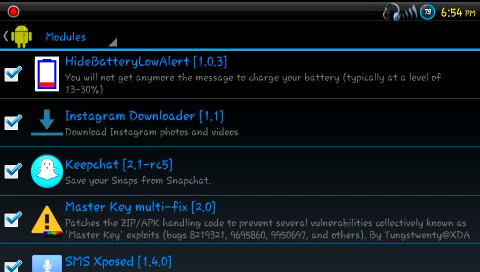 79 6:54 PM
Modules
HideBatteryLowAlert [1.0.3]
You will not get anymore the message to charge your battery (typically at a level of
13-30%)
Instagram Downloader [1.1]
Download Instagram photos and videos
Keepchat [2.1-rc5]
Save your Snaps from Snapchat.
Master Key multi-fix [2.0]
Patches the ZIP/APK handling code to prevent several vulnerabilities collectively known as
'Master Key' exploits (bugs 8219321, 9695860, 9950697, and others). By Tungstwenty@XDA
SMS Xposed [1.4.0]